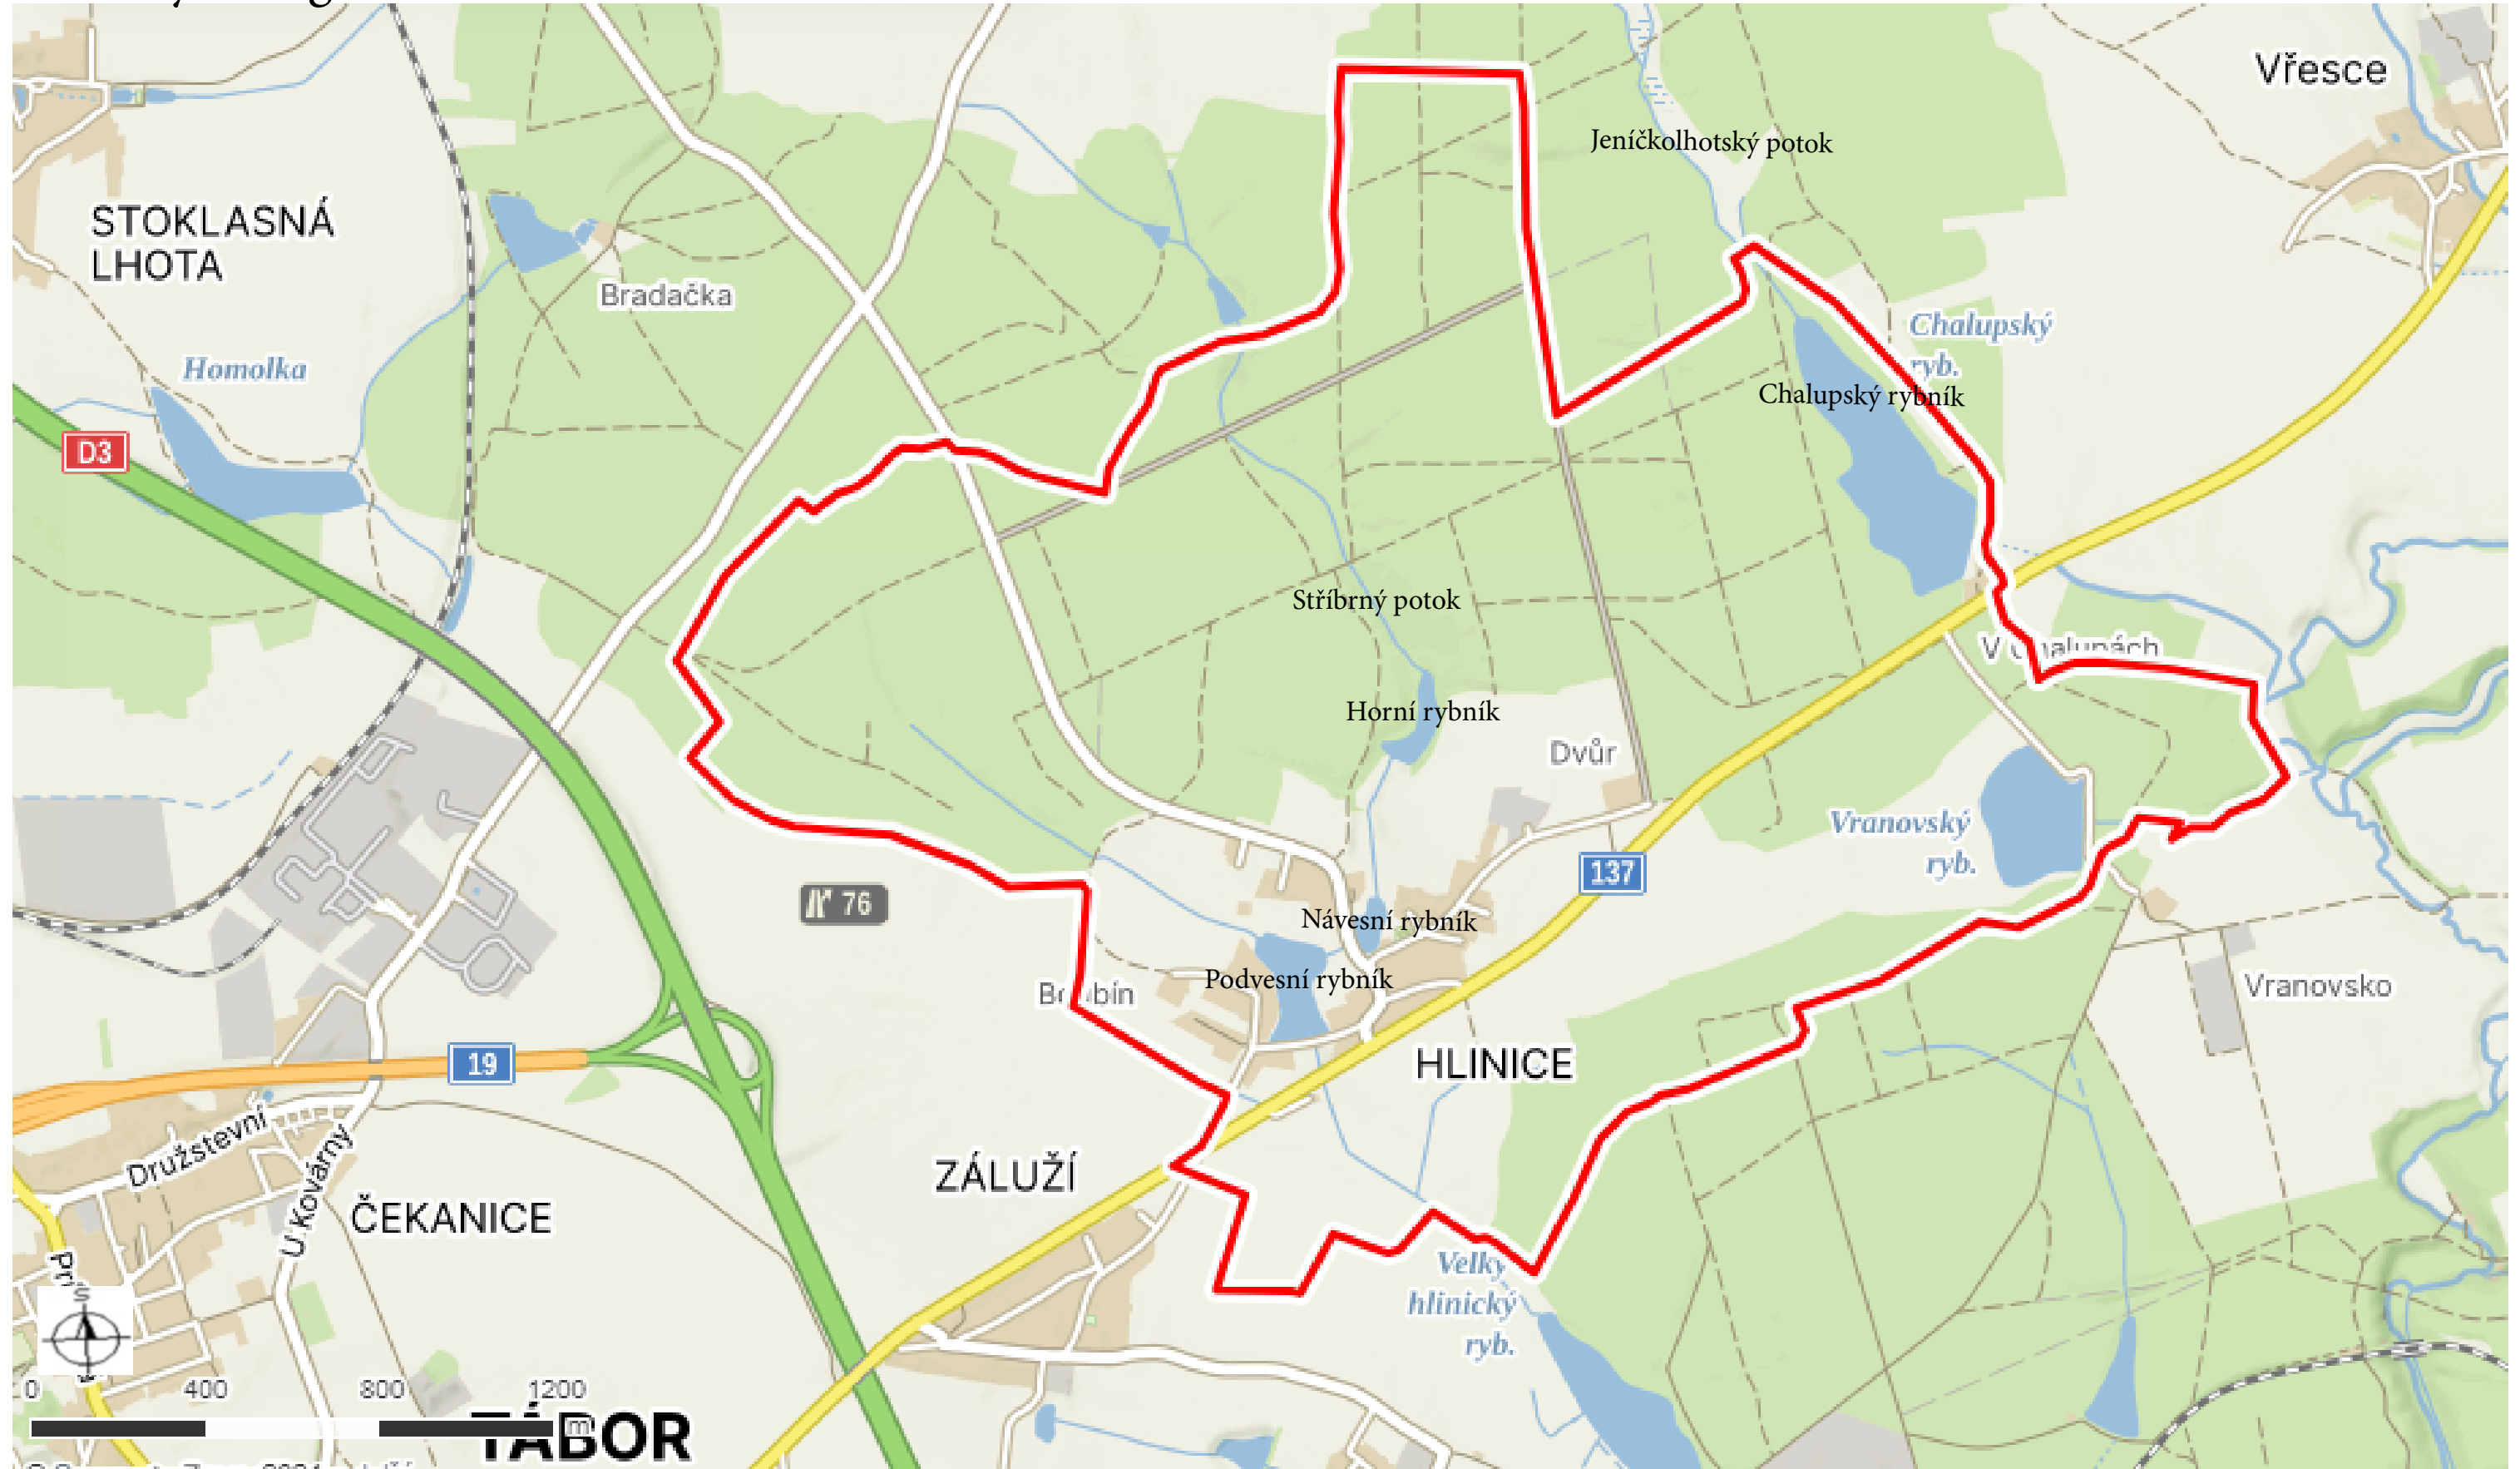 Vřesce
Jeníčkolhotský potok
STOKLASNÁ
LHOTA
Bradačka
Chalupský
ryb.
Homolka
Chalupský rybník
D3
Stříbrný potok
Horní rybník
Dvůr
Vranovský
ryb.
137
76
Návesní rybník
Podvesní rybník
Vranovsko
HLINICE
19
Družstevní
U Kovárny
ZÁLUŽÍ
ČEKANICE
Velký
hlinický
ryb.
S
0 400 800 1200
m
TÁBOR